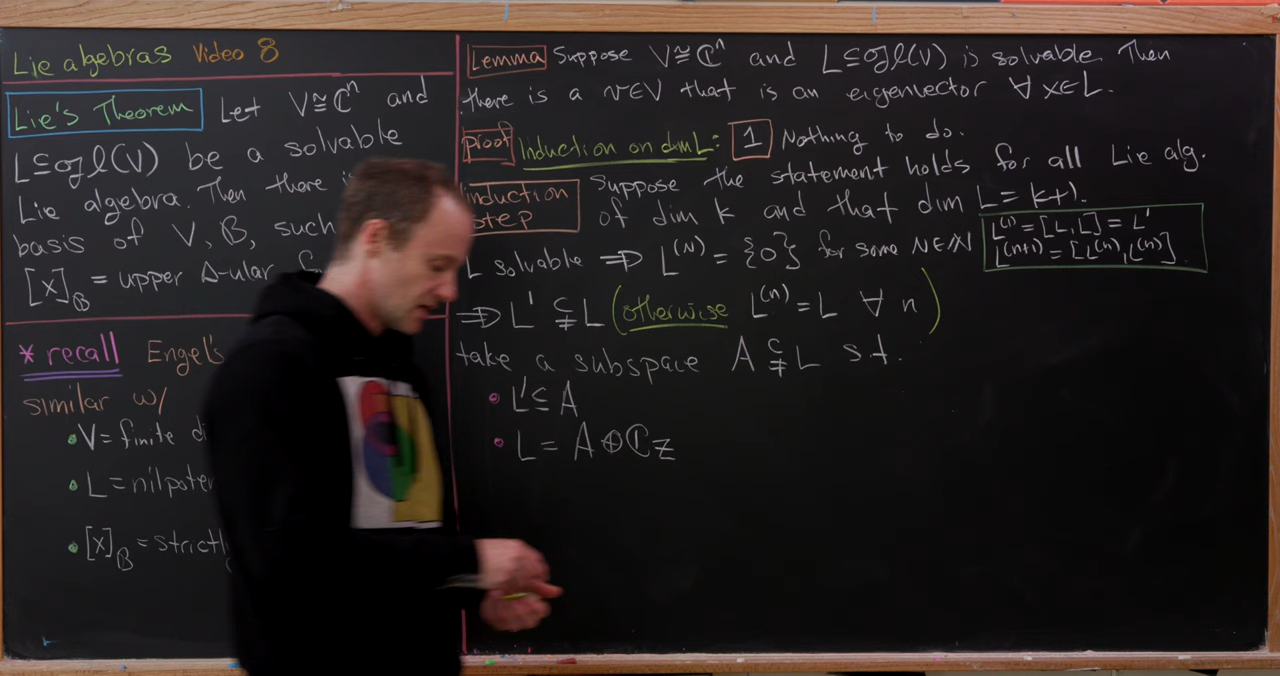 Lie algebras Video 8
Lie's Theorem Let V≅ℂⁿ and
L⊆gl(V) be a solvable
Lie algebra. Then there
basis of V, B, such
[x]_B = upper Δ-ular
* recall Engel's
similar w/
• V = finite
• L = nilpoten
• [x]_B = strictly
Lemma Suppose V≅ℂⁿ and L⊆gl(V) is solvable. Then
there is a v∈V that is an eigenvector ∀ x∈L.
Proof Induction on dim L: 1 Nothing to do.
induction step Suppose the statement holds for all Lie alg.
of dim k and that dim L = k+1.
L solvable ⇒ L^(N) = {0} for some N∈ℕ
L^(1) = [L,L] = L'
L^(n+1) = [L^(n), L^(n)]
⇒ L' ⊊ L (otherwise L^(n) = L ∀ n)
take a subspace A ⊊ L s.t.
• L' ⊆ A
• L = A ⊕ ℂz